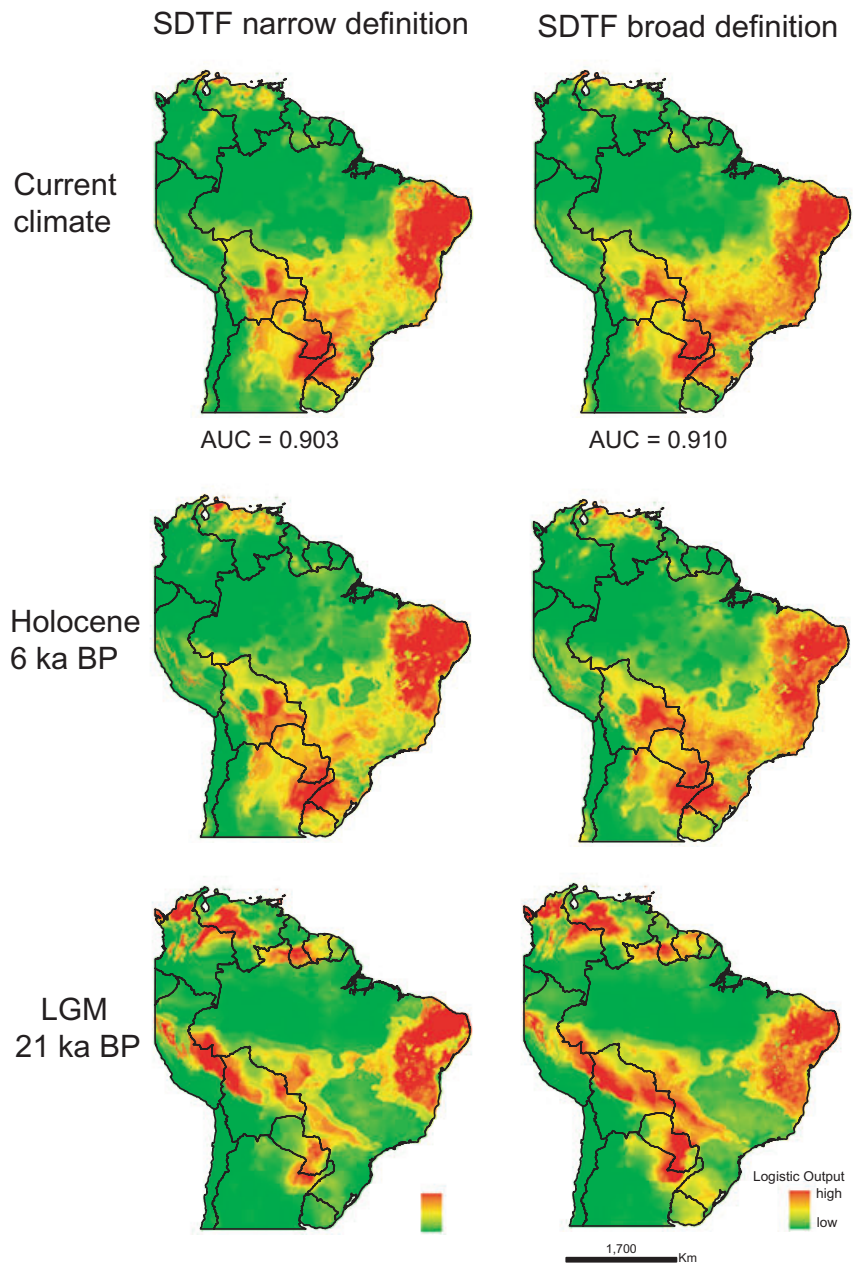 SDTF narrow definition
SDTF broad definition
Current
climate
AUC = 0.903
AUC = 0.910
Holocene
6 ka BP
LGM
21 ka BP
Logistic Output
high
low
1,700
Km